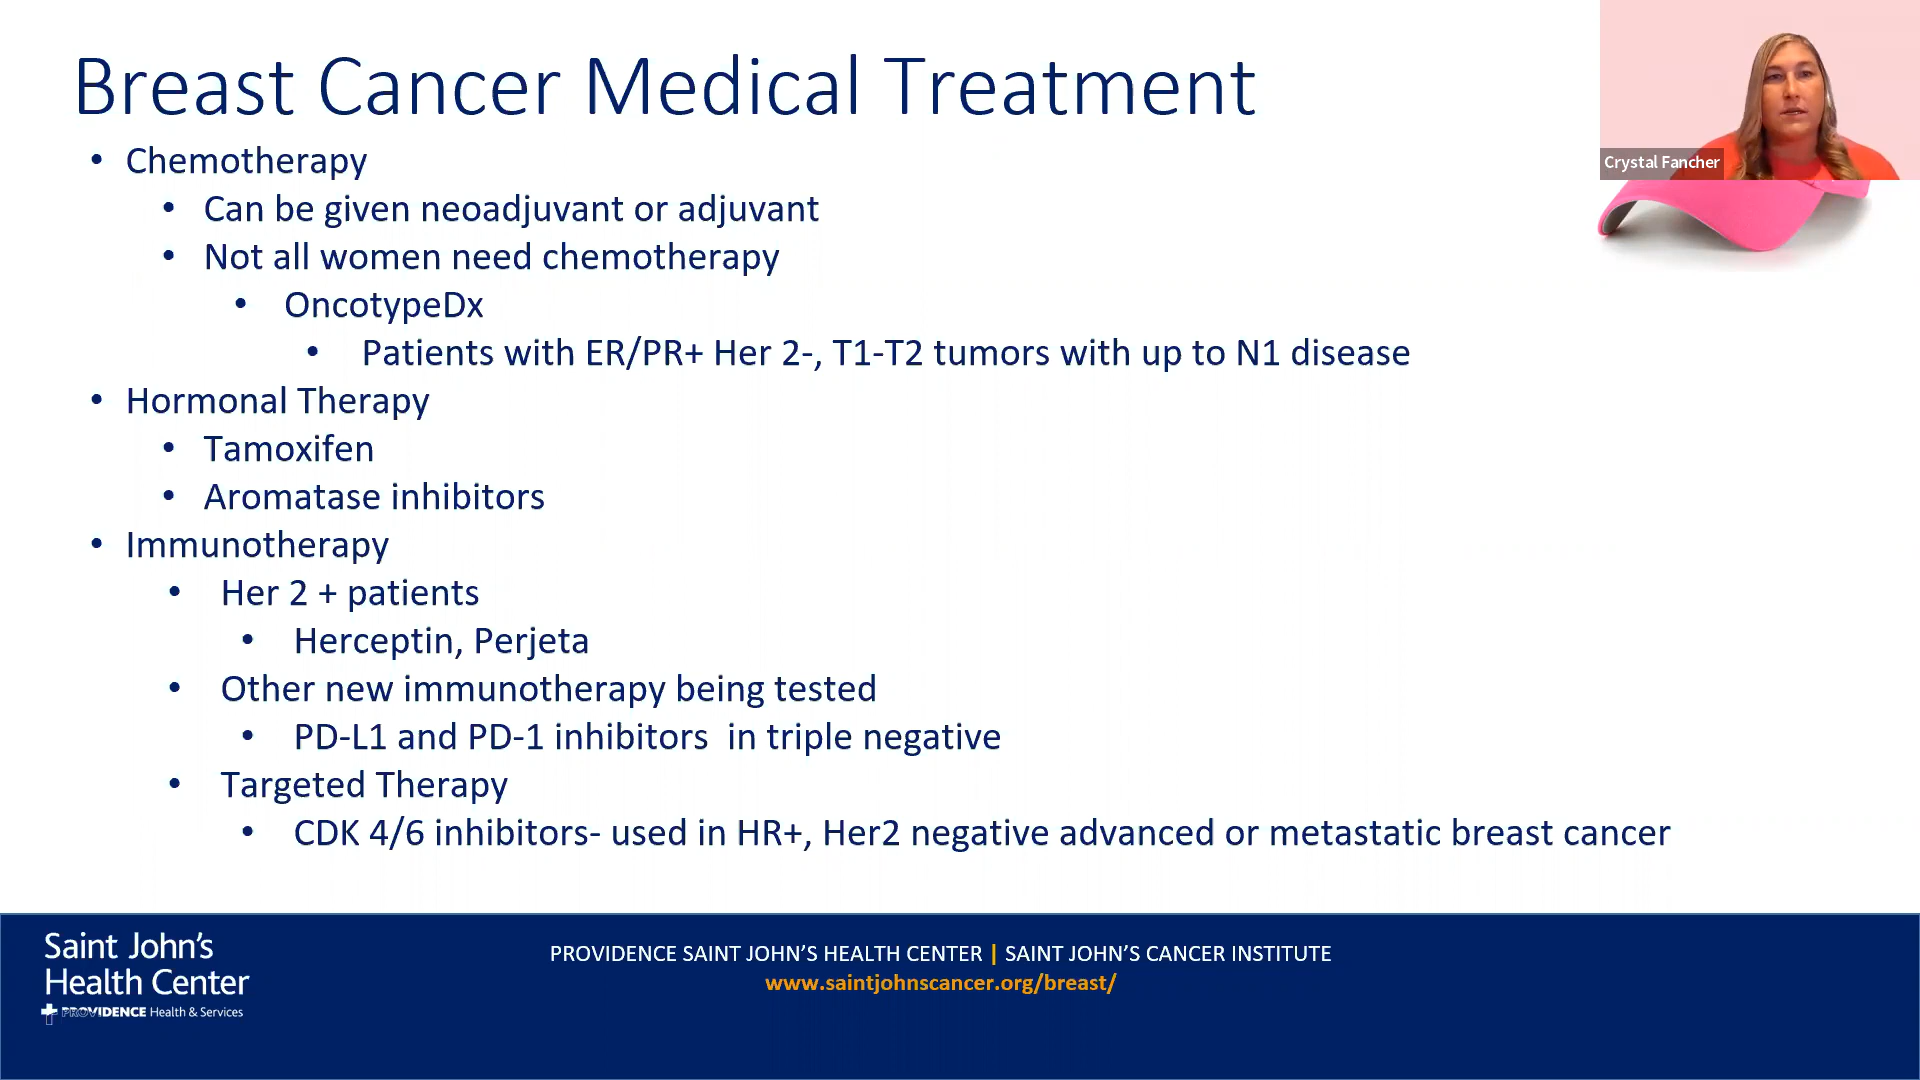 Breast Cancer Medical Treatment
• Chemotherapy
• Can be given neoadjuvant or adjuvant
• Not all women need chemotherapy
• OncotypeDx
• Patients with ER/PR+ Her 2-, T1-T2 tumors with up to N1 disease
• Hormonal Therapy
• Tamoxifen
• Aromatase inhibitors
• Immunotherapy
• Her 2 + patients
• Herceptin, Perjeta
• Other new immunotherapy being tested
• PD-L1 and PD-1 inhibitors in triple negative
• Targeted Therapy
• CDK 4/6 inhibitors- used in HR+, Her2 negative advanced or metastatic breast cancer
Crystal Fancher
Saint John's
Health Center
PROVIDENCE Health & Services
PROVIDENCE SAINT JOHN'S HEALTH CENTER | SAINT JOHN'S CANCER INSTITUTE
www.saintjohnscancer.org/breast/